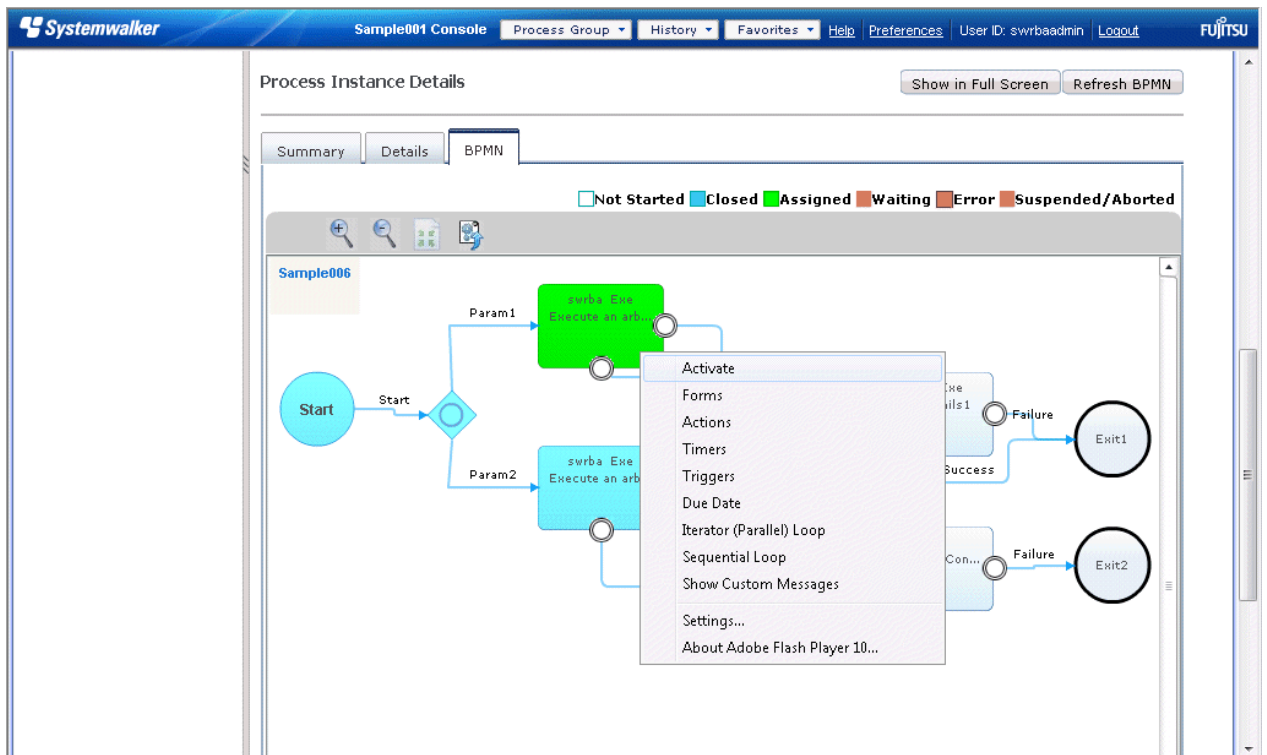 Systemwalker
Sample001 Console Process Group History Favorites Help Preferences User ID: swrbaadmin Logout
FUJITSU
Process Instance Details
Show in Full Screen Refresh BPMN
Summary Details BPMN
Not Started Closed Assigned Waiting Error Suspended/Aborted
Sample006
swrba Exe
Execute an arb...
Param1
Start
Start
Param2
swrba Exe
Execute an arb
Activate
Forms
Actions
Timers
Triggers
Due Date
Iterator (Parallel) Loop
Sequential Loop
Show Custom Messages
Settings...
About Adobe Flash Player 10...
Exe
ils1
Failure
Exit1
Success
Con...
Failure
Exit2